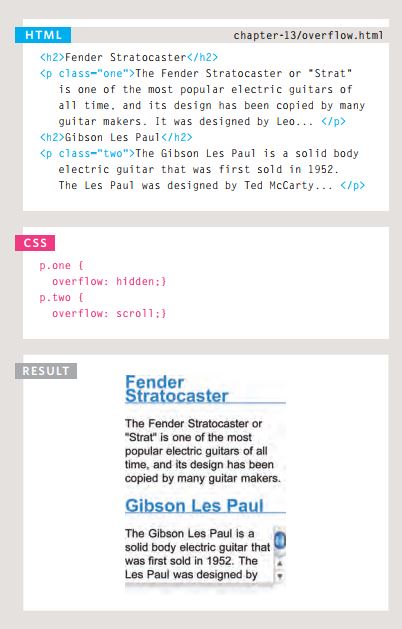 HTML
chapter-13/overflow.html
<h2>Fender Stratocaster</h2>
<p class="one">The Fender Stratocaster or "Strat"
is one of the most popular electric guitars of
all time, and its design has been copied by many
guitar makers. It was designed by Leo... </p>
<h2>Gibson Les Paul</h2>
<p class="two">The Gibson Les Paul is a solid body
electric guitar that was first sold in 1952.
The Les Paul was designed by Ted McCarty... </p>
CSS
p.one {
overflow: hidden;}
p.two {
overflow: scroll;}
RESULT
Fender
Stratocaster
The Fender Stratocaster or
"Strat" is one of the most
popular electric guitars of all
time, and its design has been
copied by many guitar makers.
Gibson Les Paul
The Gibson Les Paul is a
solid body electric guitar that
was first sold in 1952. The
Les Paul was designed by